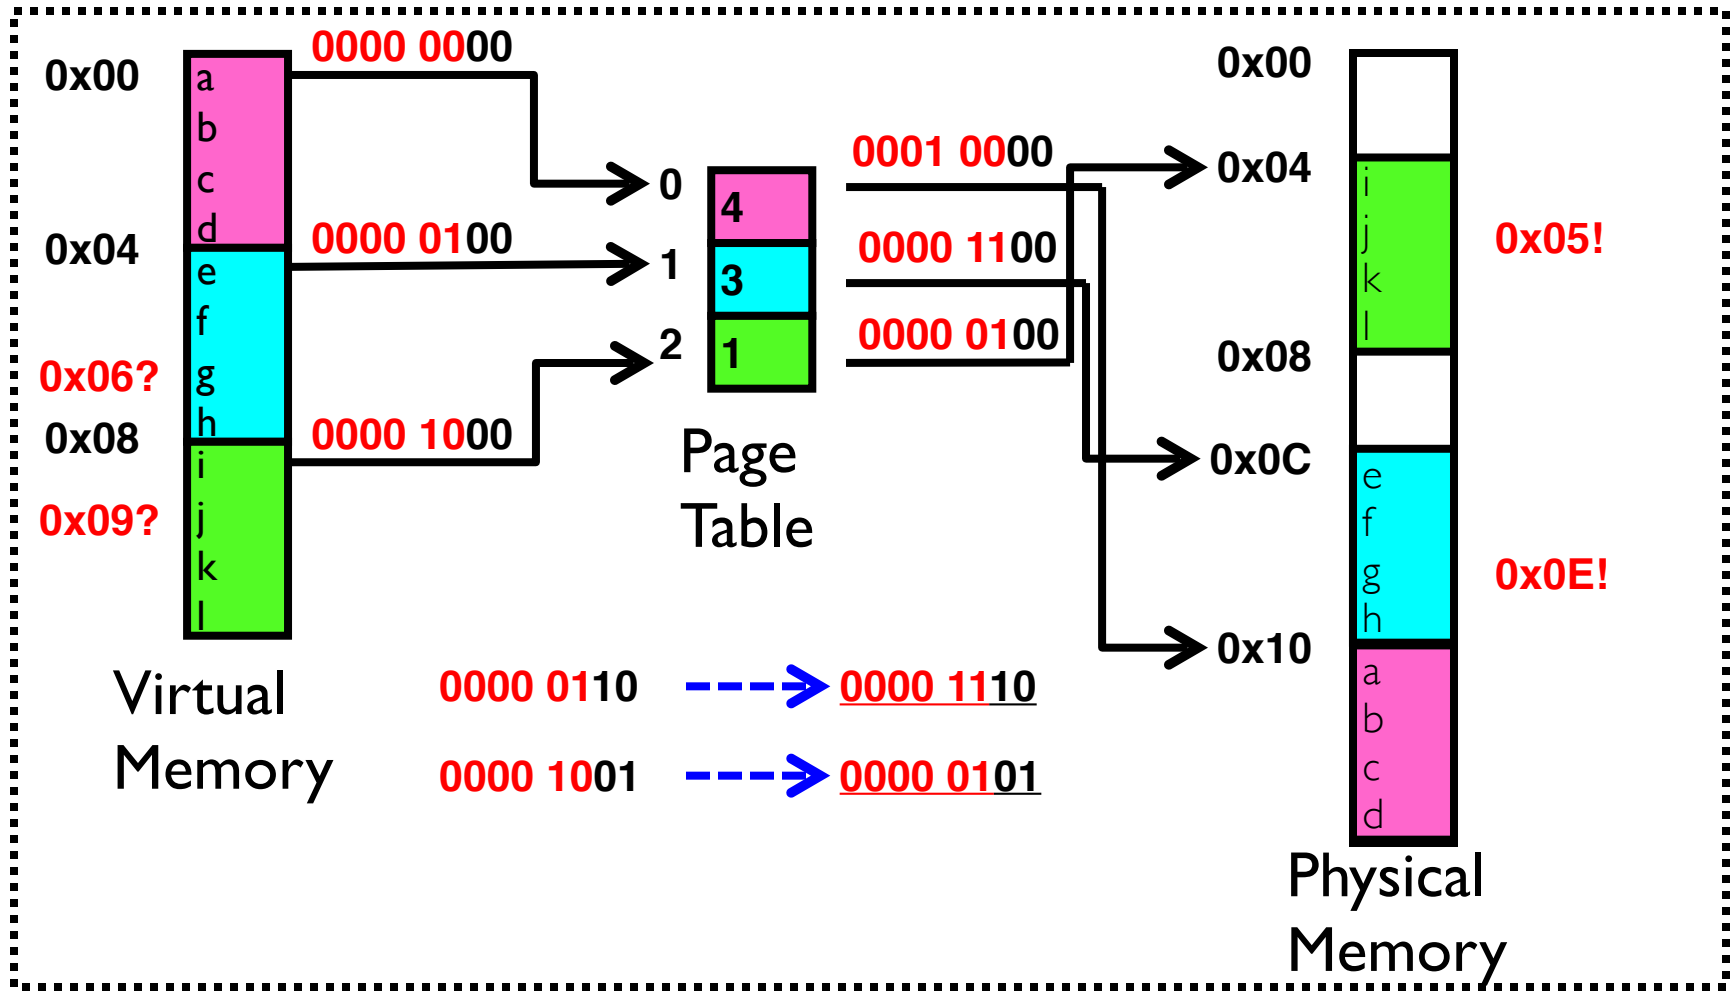 0x00
a
b
c
d
0x04
e
f
0x06?
g
h
0x08
i
0x09?
j
k
l
Virtual
Memory
0000 0000
0000 0100
0000 1000
0
1
2
4
3
1
Page
Table
0001 0000
0000 1100
0000 0100
0000 0110
0000 1110
0000 1001
0000 0101
0x00
0x04
i
j
k
l
0x05!
0x08
0x0C
e
f
g
h
0x0E!
0x10
a
b
c
d
Physical
Memory